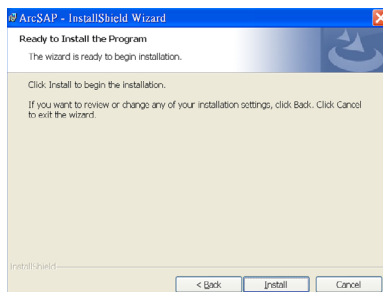 ArcSAP - InstallShield Wizard
Ready to Install the Program
The wizard is ready to begin installation.
Click Install to begin the installation.
If you want to review or change any of your installation settings, click Back. Click Cancel
to exit the wizard.
InstallShield
< Back Install Cancel